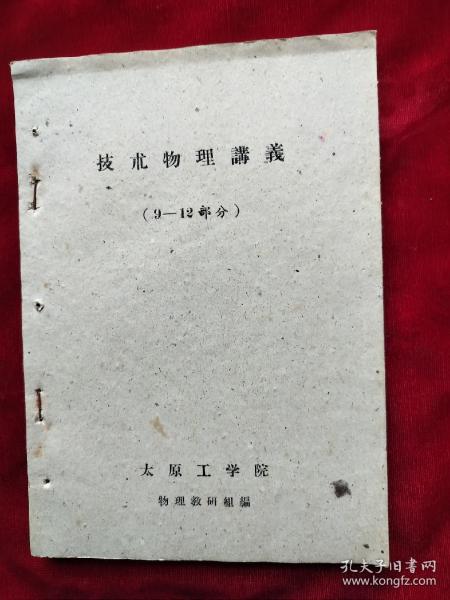 技朮物理講義
（9—12部分）
太原工学院
物理教研組編
孔夫子旧书网
www.kongfz.com